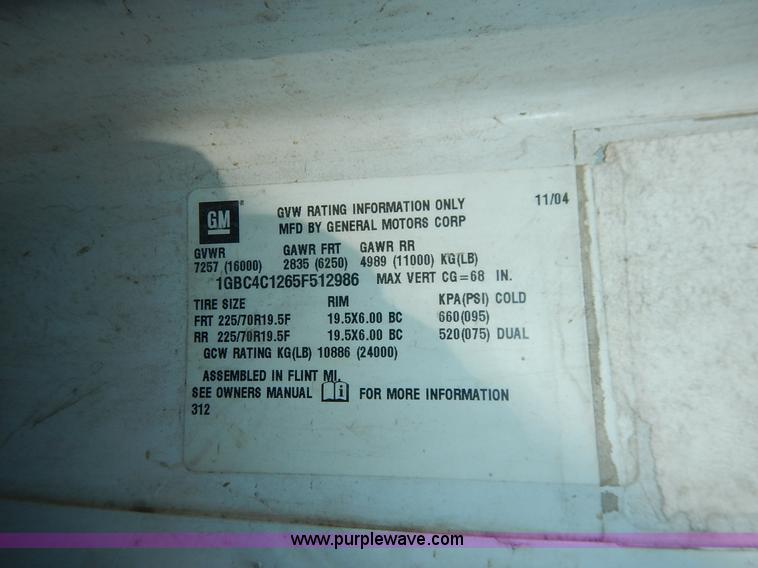 GM® GVW RATING INFORMATION ONLY 11/04
MFD BY GENERAL MOTORS CORP
GVWR GAWR FRT GAWR RR
7257 (16000) 2835 (6250) 4989 (11000) KG(LB)
1GBC4C1265F512986 MAX VERT CG=68 IN.
TIRE SIZE RIM KPA(PSI) COLD
FRT 225/70R19.5F 19.5X6.00 BC 660(095)
RR 225/70R19.5F 19.5X6.00 BC 520(075) DUAL
GCW RATING KG(LB) 10886 (24000)
ASSEMBLED IN FLINT MI.
SEE OWNERS MANUAL i FOR MORE INFORMATION
312
www.purplewave.com